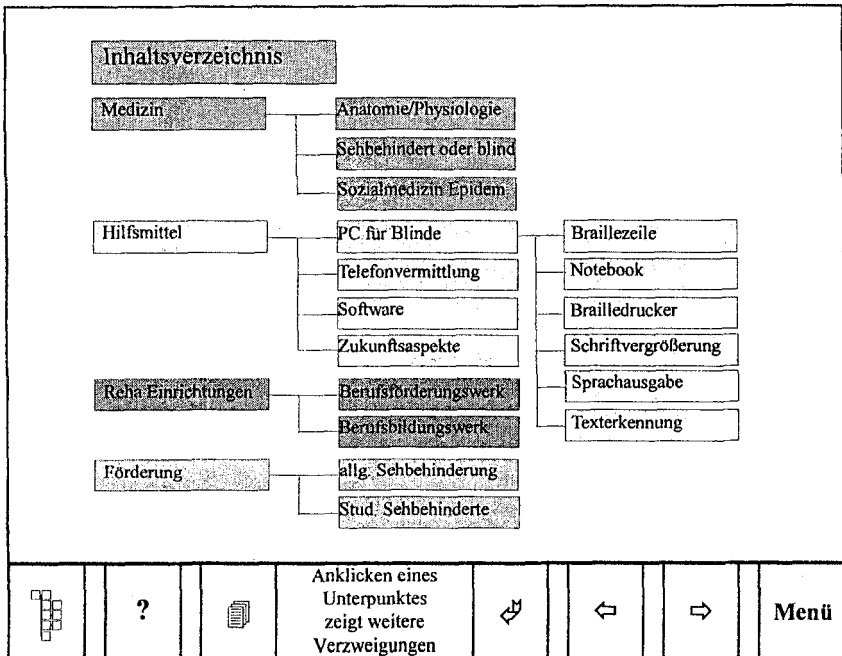 Inhaltsverzeichnis
Medizin
Anatomie/Physiologie
Sehbehindert oder blind
Sozialmedizin Epidem
Hilfsmittel
PC für Blinde
Braillezeile
Telefonvermittlung
Notebook
Software
Brailledrucker
Zukunftsaspekte
Schriftvergrößerung
Reha Einrichtungen
Berufsförderungswerk
Sprachausgabe
Berufsbildungswerk
Texterkennung
Förderung
allg. Sehbehinderung
Stud. Sehbehinderte
?
Anklicken eines
Unterpunktes
zeigt weitere
Verzweigungen
Menü